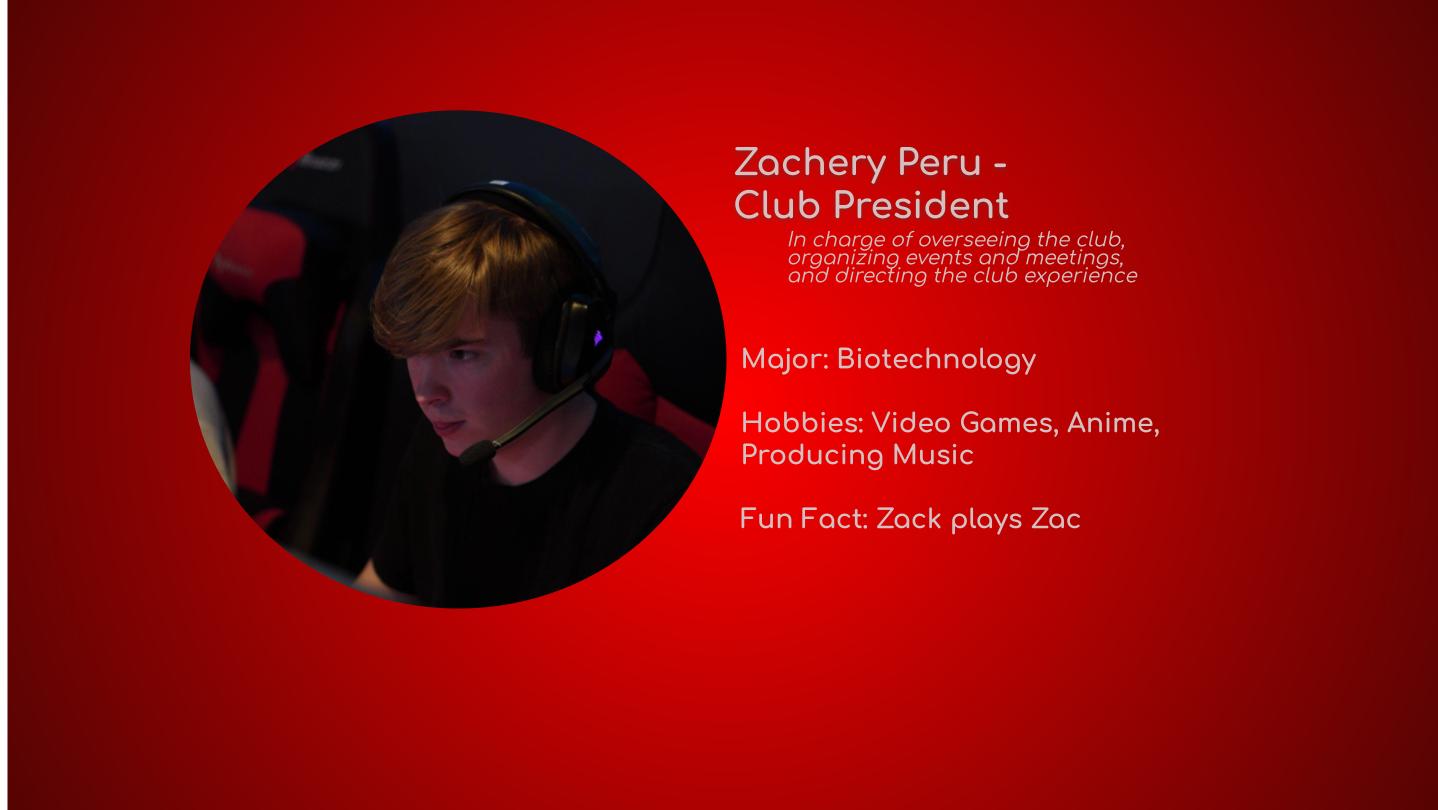 Zachery Peru -
Club President
In charge of overseeing the club,
organizing events and meetings,
and directing the club experience
Major: Biotechnology
Hobbies: Video Games, Anime,
Producing Music
Fun Fact: Zack plays Zac